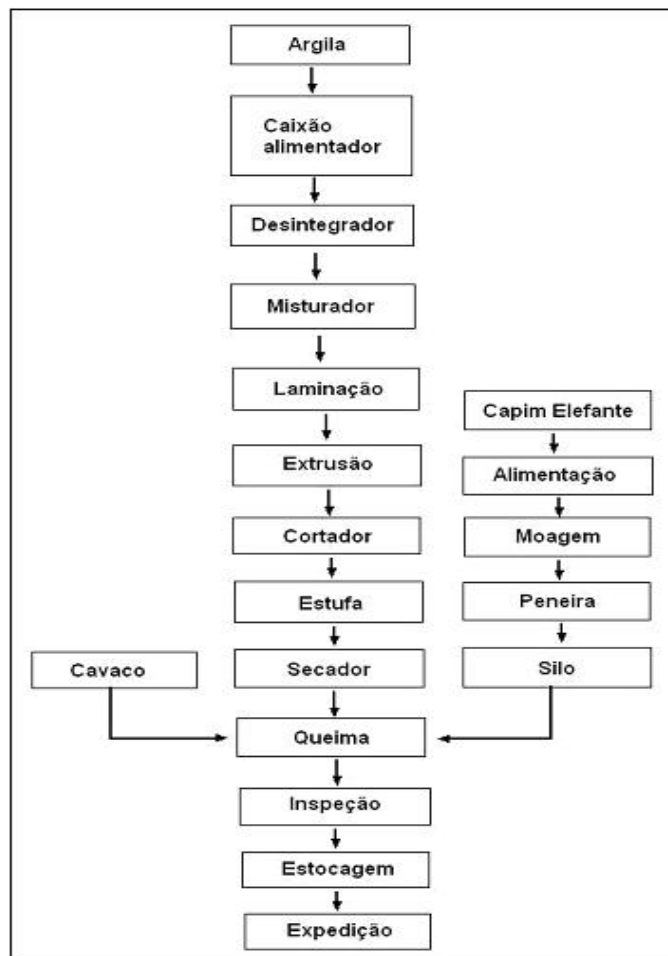 Argila
Caixão
alimentador
Desintegrador
Misturador
Laminação
Capim Elefante
Extrusão
Alimentação
Cortador
Moagem
Estufa
Peneira
Cavaco
Secador
Silo
Queima
Inspeção
Estocagem
Expedição